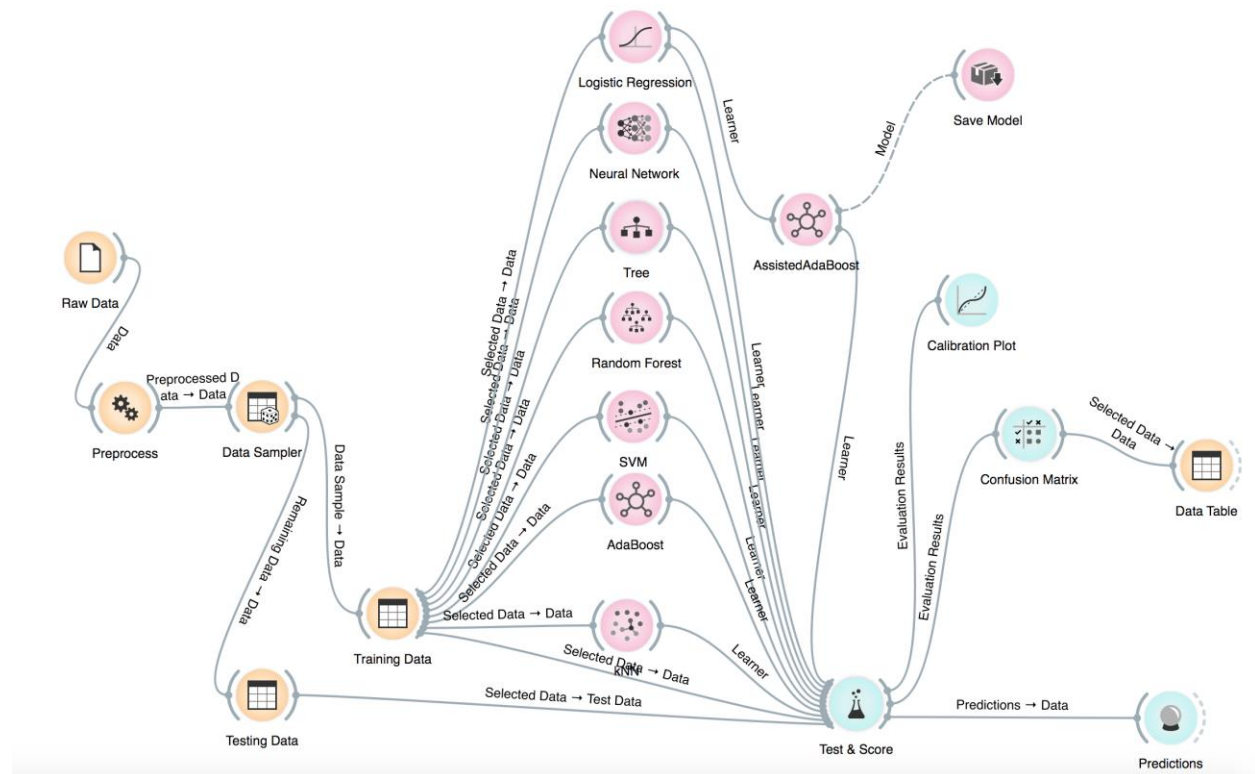 Logistic Regression
Save Model
Learner
Model
Neural Network
Raw Data
Data
Tree
AssistedAdaBoost
Selected Data → Data
Selected Data → Data
Selected Data → Data
Selected Data → Data
Selected Data → Data
Selected Data → Data
Random Forest
Calibration Plot
Preprocessed D
ata → Data
Preprocess
Data Sampler
Data Sample → Data
Remaining Data → Data
SVM
AdaBoost
Learner
Learner
Learner
Learner
Learner
Learner
Learner
Evaluation Results
Evaluation Results
Confusion Matrix
Selected Data →
Data
Data Table
Training Data
Selected Data → Data
kNN
Selected Data → Data
Learner
Testing Data
Selected Data → Test Data
Test & Score
Predictions → Data
Predictions